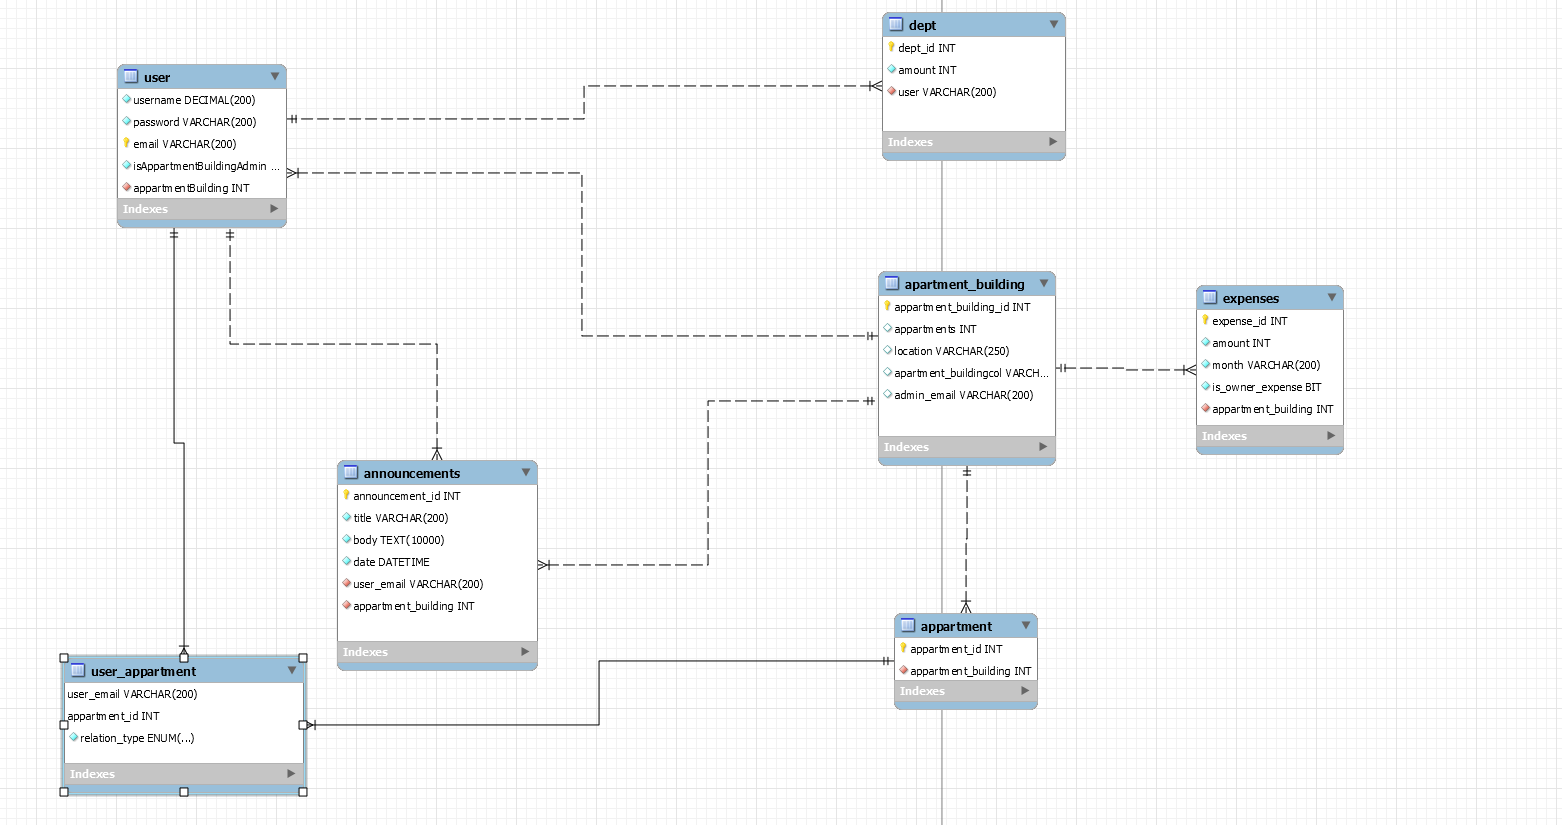 user
username DECIMAL(200)
password VARCHAR(200)
email VARCHAR(200)
isAppartmentBuildingAdmin ...
appartmentBuilding INT
Indexes
dept
dept_id INT
amount INT
user VARCHAR(200)
Indexes
apartment_building
appartment_building_id INT
appartments INT
location VARCHAR(250)
apartment_buildingcol VARCH...
admin_email VARCHAR(200)
Indexes
expenses
expense_id INT
amount INT
month VARCHAR(200)
is_owner_expense BIT
appartment_building INT
Indexes
announcements
announcement_id INT
title VARCHAR(200)
body TEXT(10000)
date DATETIME
user_email VARCHAR(200)
appartment_building INT
Indexes
appartment
appartment_id INT
appartment_building INT
Indexes
user_appartment
user_email VARCHAR(200)
appartment_id INT
relation_type ENUM(...)
Indexes